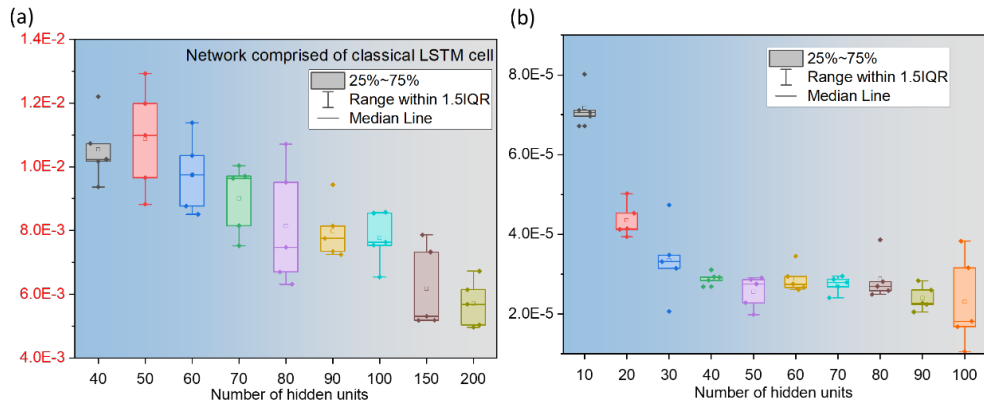 (a)
1.4E-2
1.2E-2
1.0E-2
8.0E-3
6.0E-3
4.0E-3
Network comprised of classical LSTM cell
25%~75%
Range within 1.5IQR
Median Line
40 50 60 70 80 90 100 150 200
Number of hidden units
(b)
8.0E-5
6.0E-5
4.0E-5
2.0E-5
25%~75%
Range within 1.5IQR
Median Line
10 20 30 40 50 60 70 80 90 100
Number of hidden units